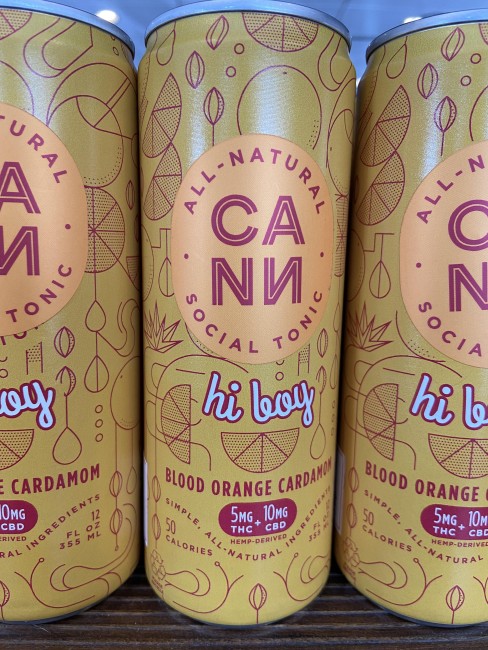 ALL-NATURAL
CA
NN
SOCIAL TONIC
hi boy
BLOOD ORANGE CARDAMOM
5MG + 10MG
THC CBD
HEMP-DERIVED
SIMPLE, ALL-NATURAL INGREDIENTS
50
CALORIES
12
FL OZ
355 ML